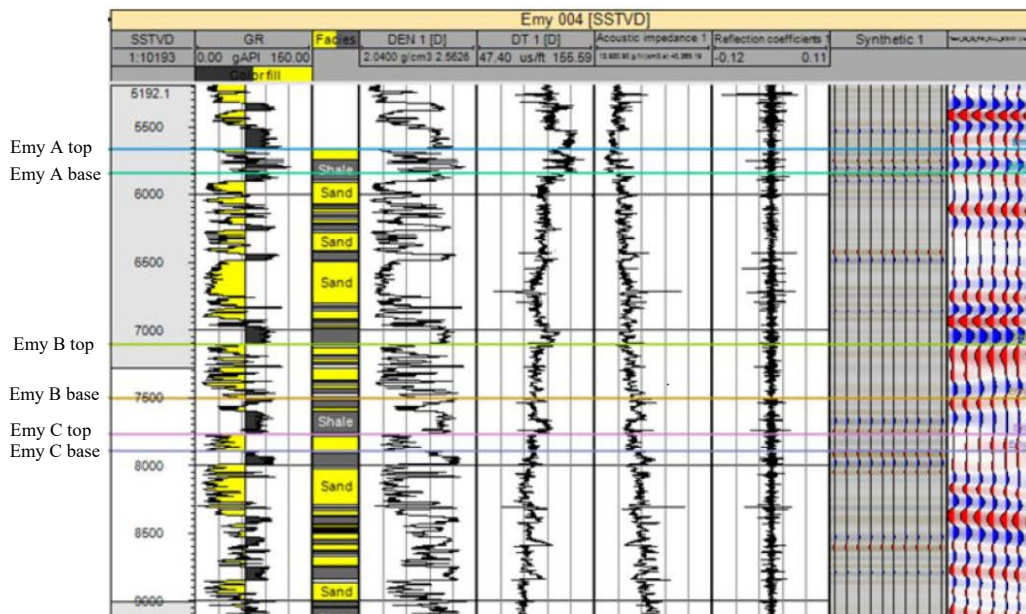 Emy 004 [SSTVD]
SSTVD GR Facies DEN 1 [D] DT 1 [D] Acoustic impedance 1 Reflection coefficients 1 Synthetic 1
1:10193 0.00 gAPI 150.00 2.0400 g/cm3 2.5626 47.40 us/ft 155.59 -0.12 0.11
Color fill
5192.1
5500
Emy A top
Shale
Emy A base
Sand
6000
Sand
6500
Sand
7000
Emy B top
Emy B base
7500
Shale
Emy C top
Emy C base
8000
Sand
8500
Sand
9000